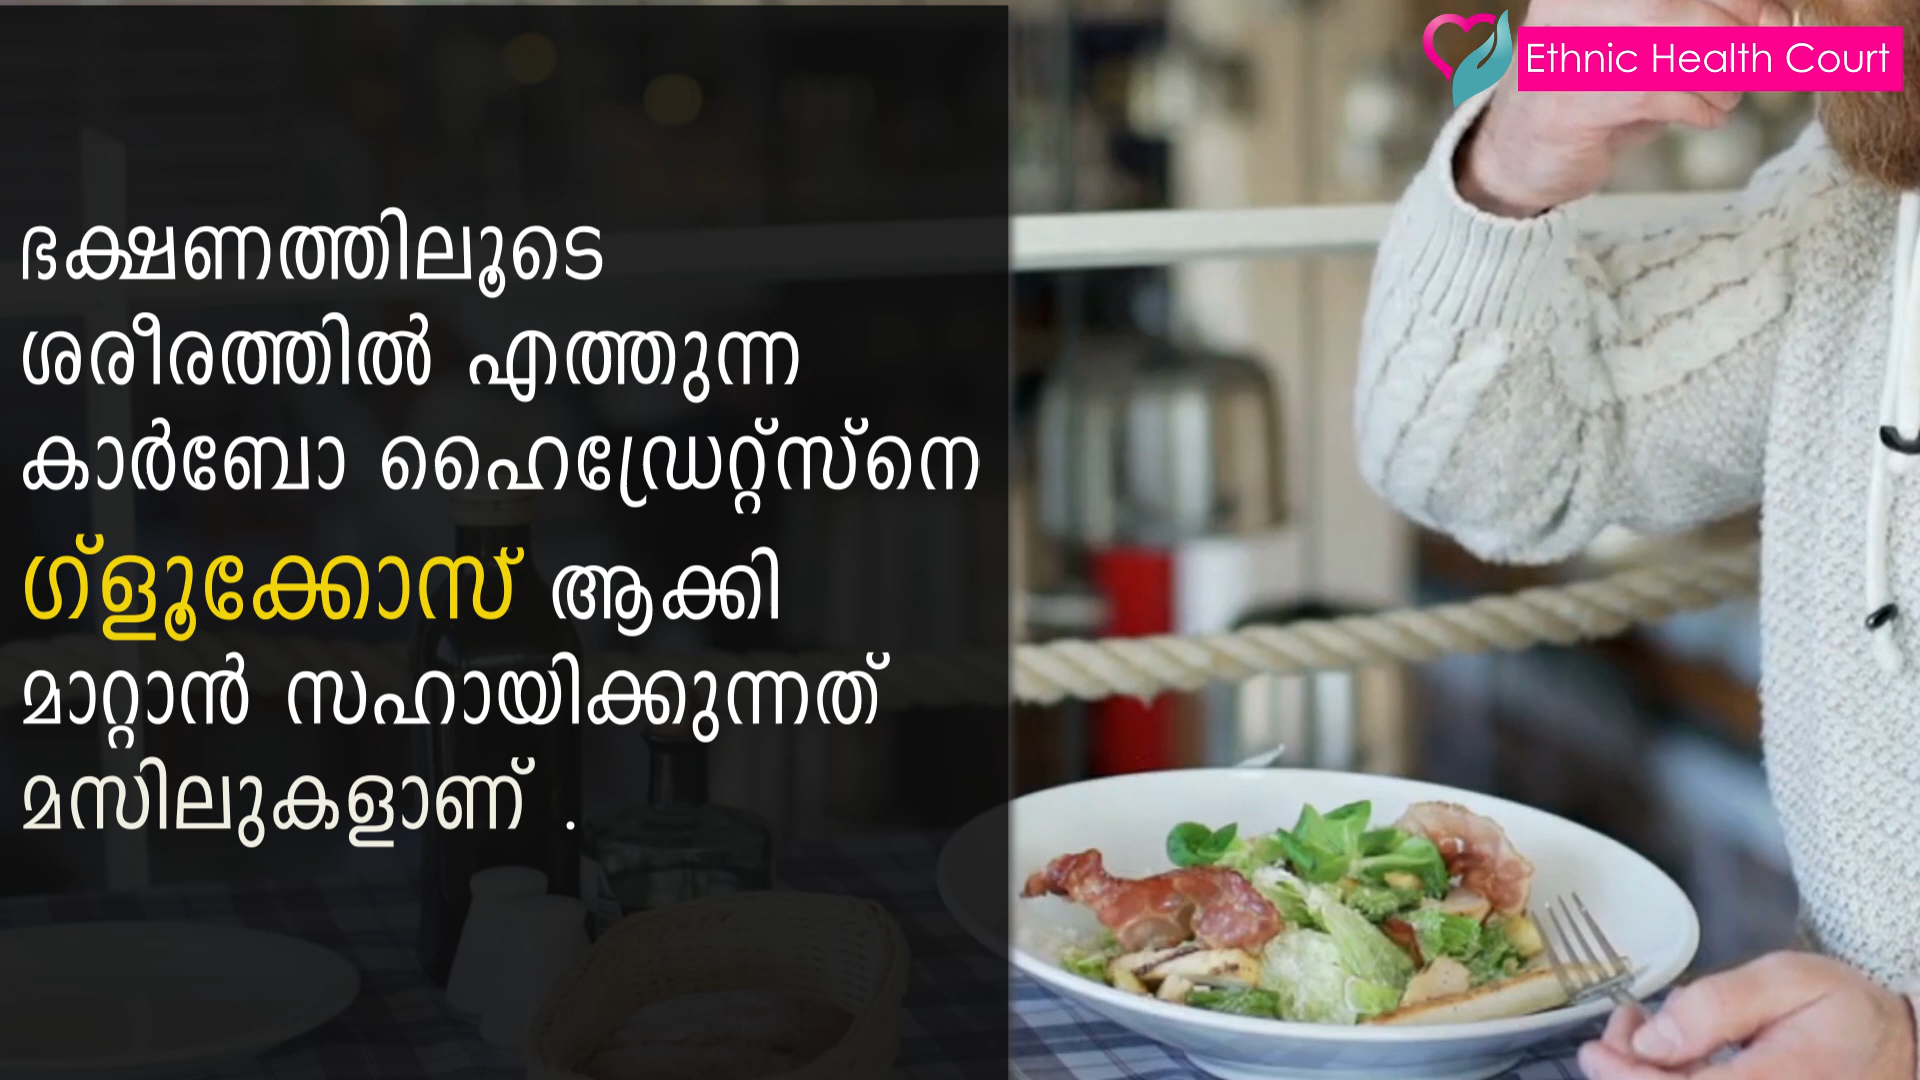 Ethnic Health Court
ഭക്ഷണത്തിലൂടെ
ശരീരത്തിൽ എത്തുന്ന
കാർബോ ഹൈഡ്രേറ്റ്സ്നെ
ഗ്ളൂക്കോസ് ആക്കി
മാറ്റാൻ സഹായിക്കുന്നത്
മസിലുകളാണ് .